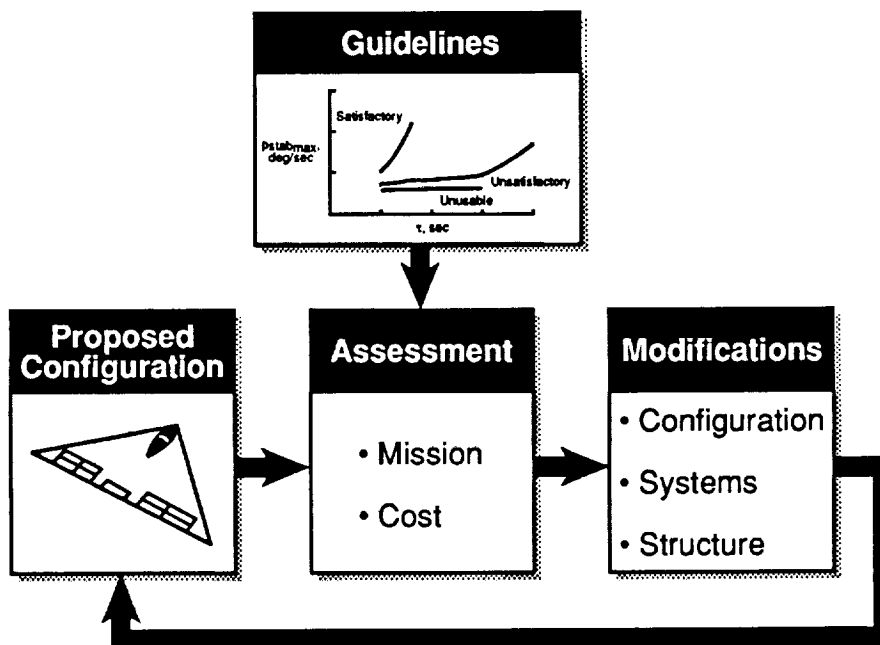 Guidelines
Satisfactory
pstabmax,
deg/sec
Unsatisfactory
Unusable
τ, sec
Proposed
Configuration
Assessment
• Mission
• Cost
Modifications
• Configuration
• Systems
• Structure